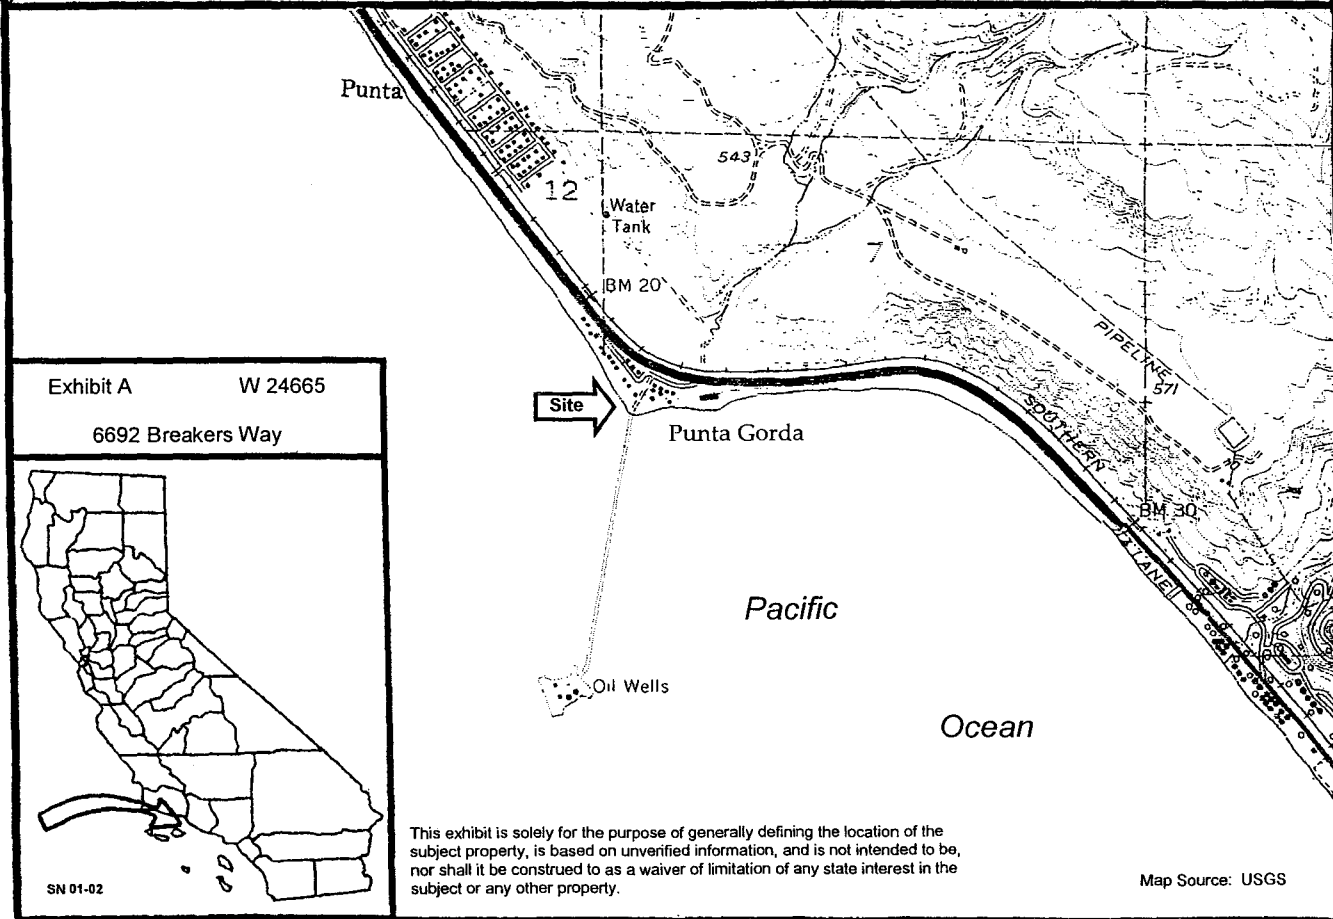 Punta
12
543
Water
Tank
7
BM 20
PIPELINE
571
Site
Punta Gorda
SOUTHERN
BM 30
LANE
Exhibit A W 24665
6692 Breakers Way
Pacific
Oil Wells
Ocean
SN 01-02
This exhibit is solely for the purpose of generally defining the location of the
subject property, is based on unverified information, and is not intended to be,
nor shall it be construed to as a waiver of limitation of any state interest in the
subject or any other property.
Map Source: USGS